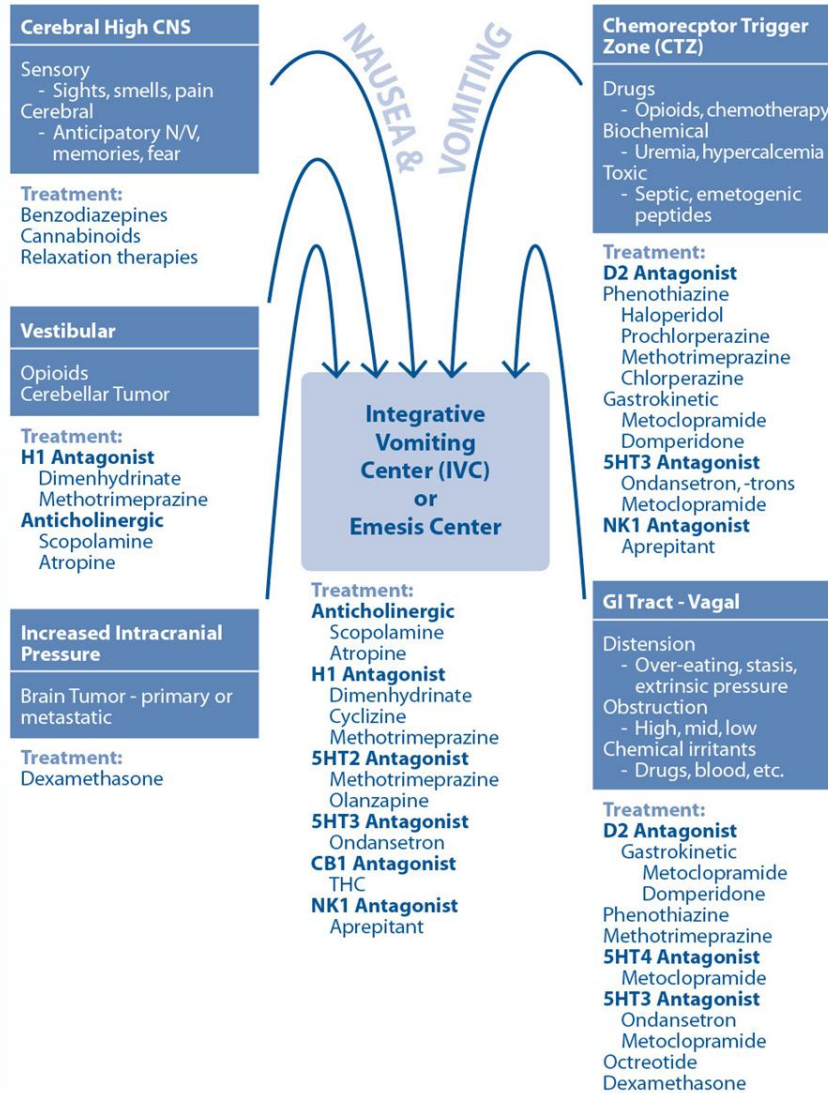 NAUSEA &
VOMITING
Cerebral High CNS
Sensory
- Sights, smells, pain
Cerebral
- Anticipatory N/V,
memories, fear
Treatment:
Benzodiazepines
Cannabinoids
Relaxation therapies
Vestibular
Opioids
Cerebellar Tumor
Treatment:
H1 Antagonist
Dimenhydrinate
Methotrimeprazine
Anticholinergic
Scopolamine
Atropine
Increased Intracranial
Pressure
Brain Tumor - primary or
metastatic
Treatment:
Dexamethasone
Integrative
Vomiting
Center (IVC)
or
Emesis Center
Treatment:
Anticholinergic
Scopolamine
Atropine
H1 Antagonist
Dimenhydrinate
Cyclizine
Methotrimeprazine
5HT2 Antagonist
Methotrimeprazine
Olanzapine
5HT3 Antagonist
Ondansetron
CB1 Antagonist
THC
NK1 Antagonist
Aprepitant
Chemorecptor Trigger
Zone (CTZ)
Drugs
- Opioids, chemotherapy
Biochemical
- Uremia, hypercalcemia
Toxic
- Septic, emetogenic
peptides
Treatment:
D2 Antagonist
Phenothiazine
Haloperidol
Prochlorperazine
Methotrimeprazine
Chlorperazine
Gastrokinetic
Metoclopramide
Domperidone
5HT3 Antagonist
Ondansetron, -trons
Metoclopramide
NK1 Antagonist
Aprepitant
GI Tract - Vagal
Distension
- Over-eating, stasis,
extrinsic pressure
Obstruction
- High, mid, low
Chemical irritants
- Drugs, blood, etc.
Treatment:
D2 Antagonist
Gastrokinetic
Metoclopramide
Domperidone
Phenothiazine
Methotrimeprazine
5HT4 Antagonist
Metoclopramide
5HT3 Antagonist
Ondansetron
Metoclopramide
Octreotide
Dexamethasone